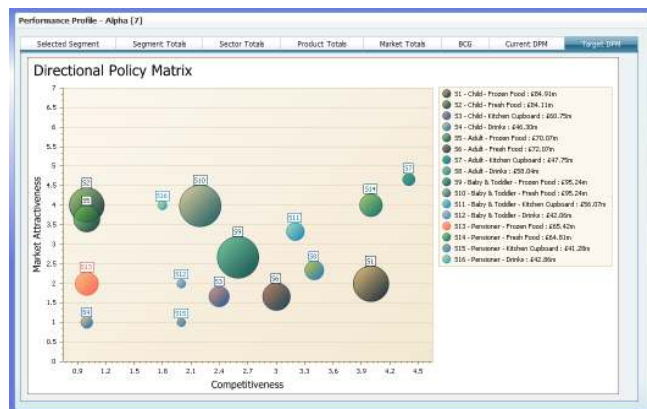 Performance Profile - Alpha [7]
Selected Segment
Segment Totals
Sector Totals
Product Totals
Market Totals
BCG
Current DPM
Target DPM
Directional Policy Matrix
Market Attractiveness
7
6.5
6
5.5
5
4.5
4
3.5
3
2.5
2
1.5
1
0.5
0
S2
S5
S13
S4
S16
S10
S12
S15
S3
S9
S6
S11
S8
S14
S1
S7
0.9
1.2
1.5
1.8
2.1
2.4
2.7
3
3.3
3.6
3.9
4.2
4.5
Competitiveness
S1 - Child - Frozen Food : £84.91m
S2 - Child - Fresh Food : £84.11m
S3 - Child - Kitchen Cupboard : £60.75m
S4 - Child - Drinks : £46.30m
S5 - Adult - Frozen Food : £70.07m
S6 - Adult - Fresh Food : £72.07m
S7 - Adult - Kitchen Cupboard : £47.75m
S8 - Adult - Drinks : £58.04m
S9 - Baby & Toddler - Frozen Food : £95.24m
S10 - Baby & Toddler - Fresh Food : £95.24m
S11 - Baby & Toddler - Kitchen Cupboard : £56.07m
S12 - Baby & Toddler - Drinks : £42.06m
S13 - Pensioner - Frozen Food : £65.42m
S14 - Pensioner - Fresh Food : £64.81m
S15 - Pensioner - Kitchen Cupboard : £41.28m
S16 - Pensioner - Drinks : £42.86m